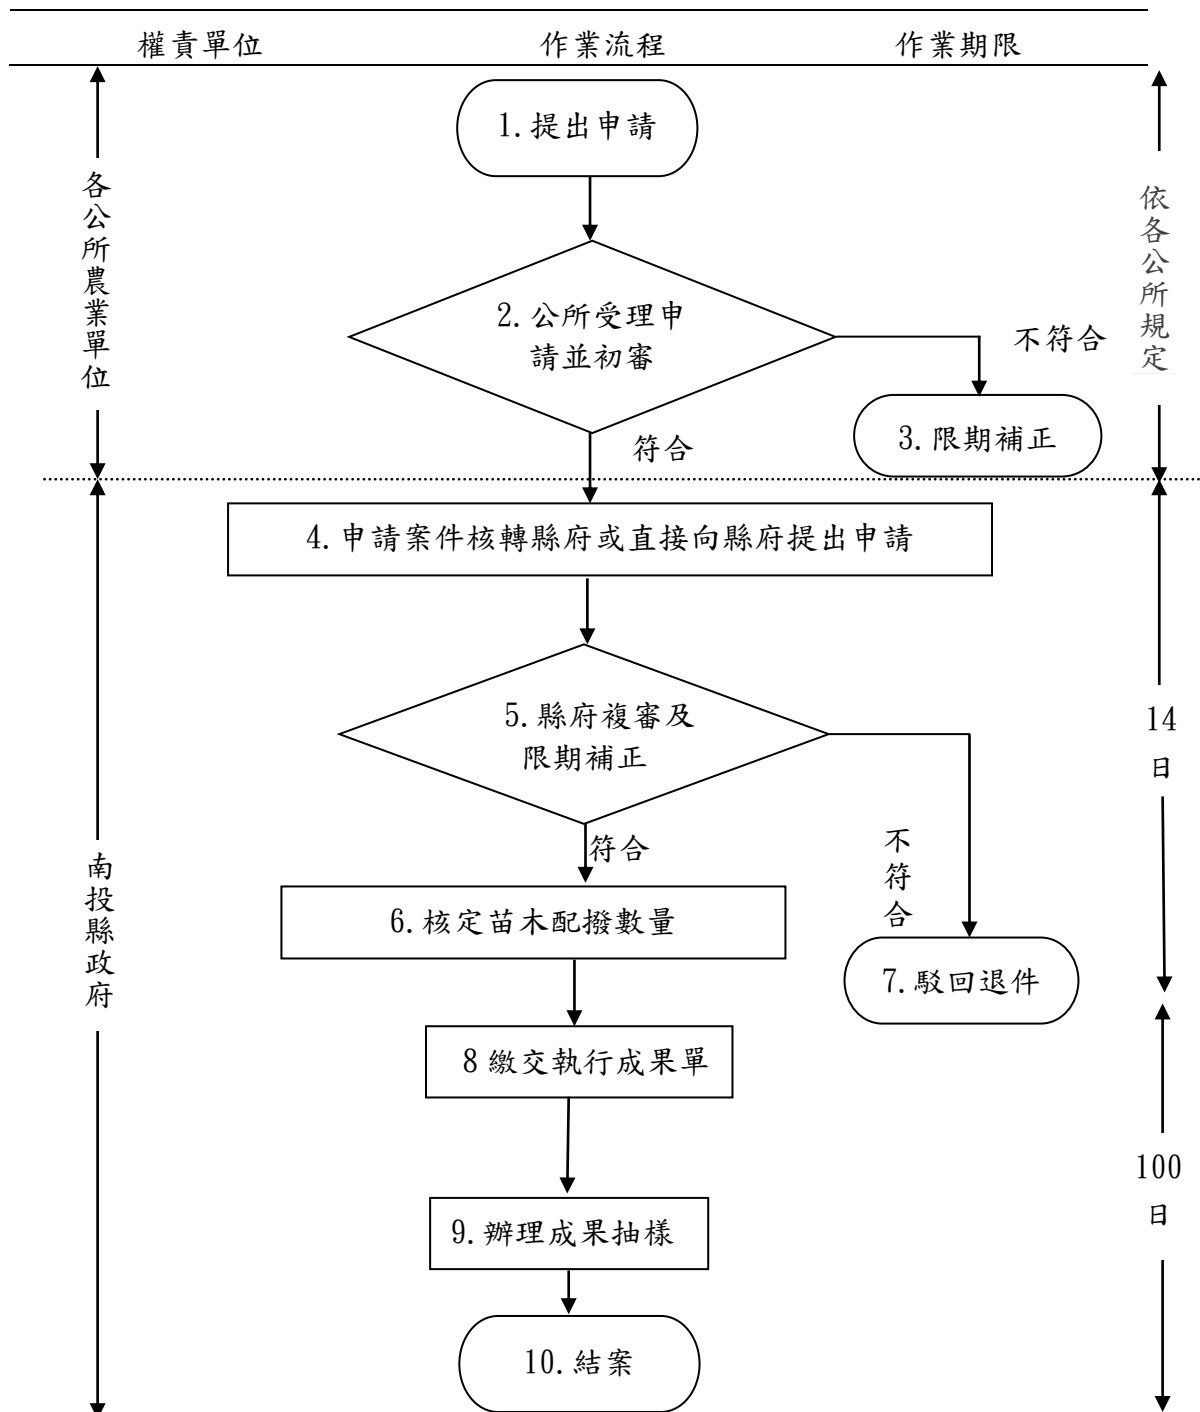 權責單位 作業流程 作業期限
1.提出申請
各公所農業單位
依各公所規定
2.公所受理申
請並初審
不符合
3.限期補正
符合
4.申請案件核轉縣府或直接向縣府提出申請
5.縣府複審及
限期補正
14
日
符合
不符合
南投縣政府
6.核定苗木配撥數量
7.駁回退件
8 繳交執行成果單
100
日
9.辦理成果抽樣
10.結案